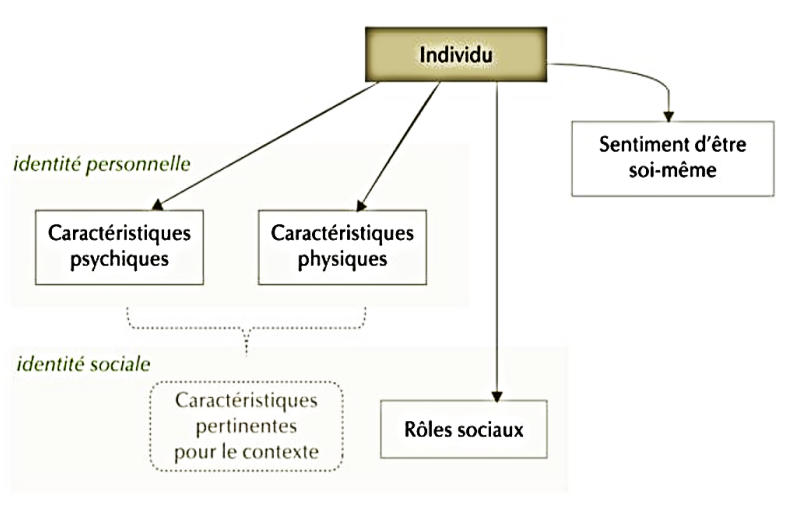 Individu
Sentiment d'être
soi-même
identité personnelle
Caractéristiques
psychiques
Caractéristiques
physiques
identité sociale
Caractéristiques
pertinentes
pour le contexte
Rôles sociaux